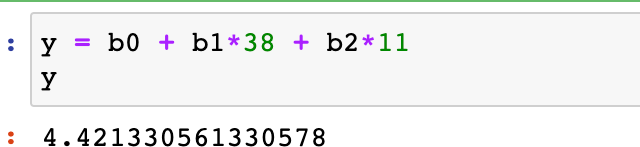 : y = b0 + b1*38 + b2*11
y
: 4.421330561330578